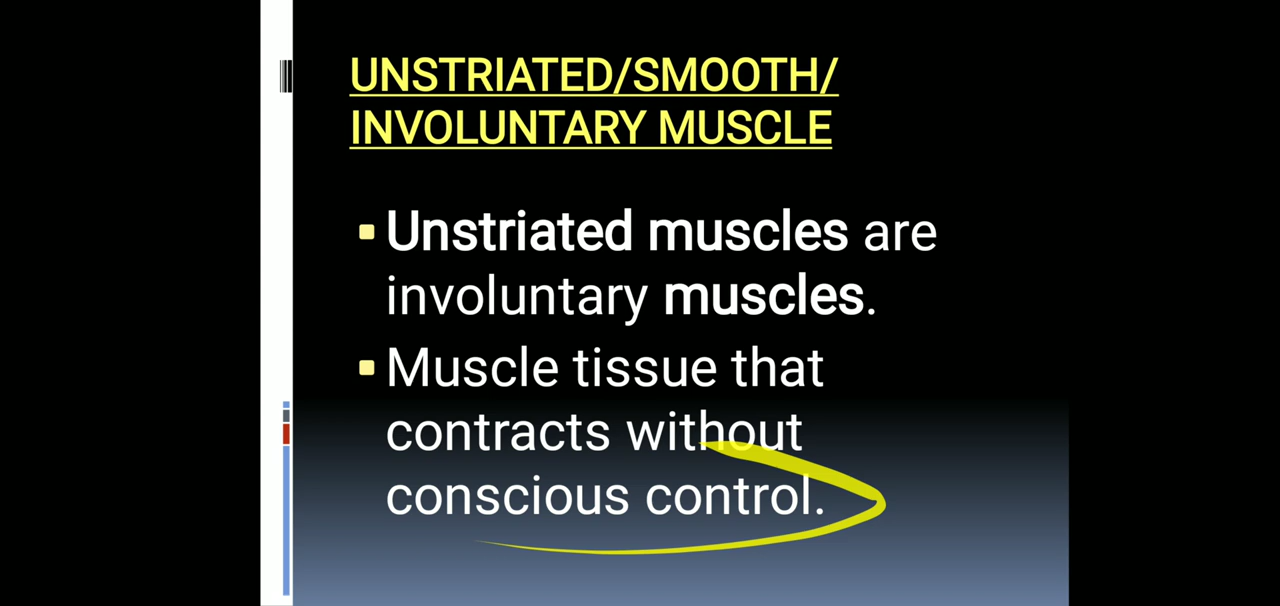 UNSTRIATED/SMOOTH/
INVOLUNTARY MUSCLE
Unstriated muscles are
involuntary muscles.
Muscle tissue that
contracts without
conscious control.